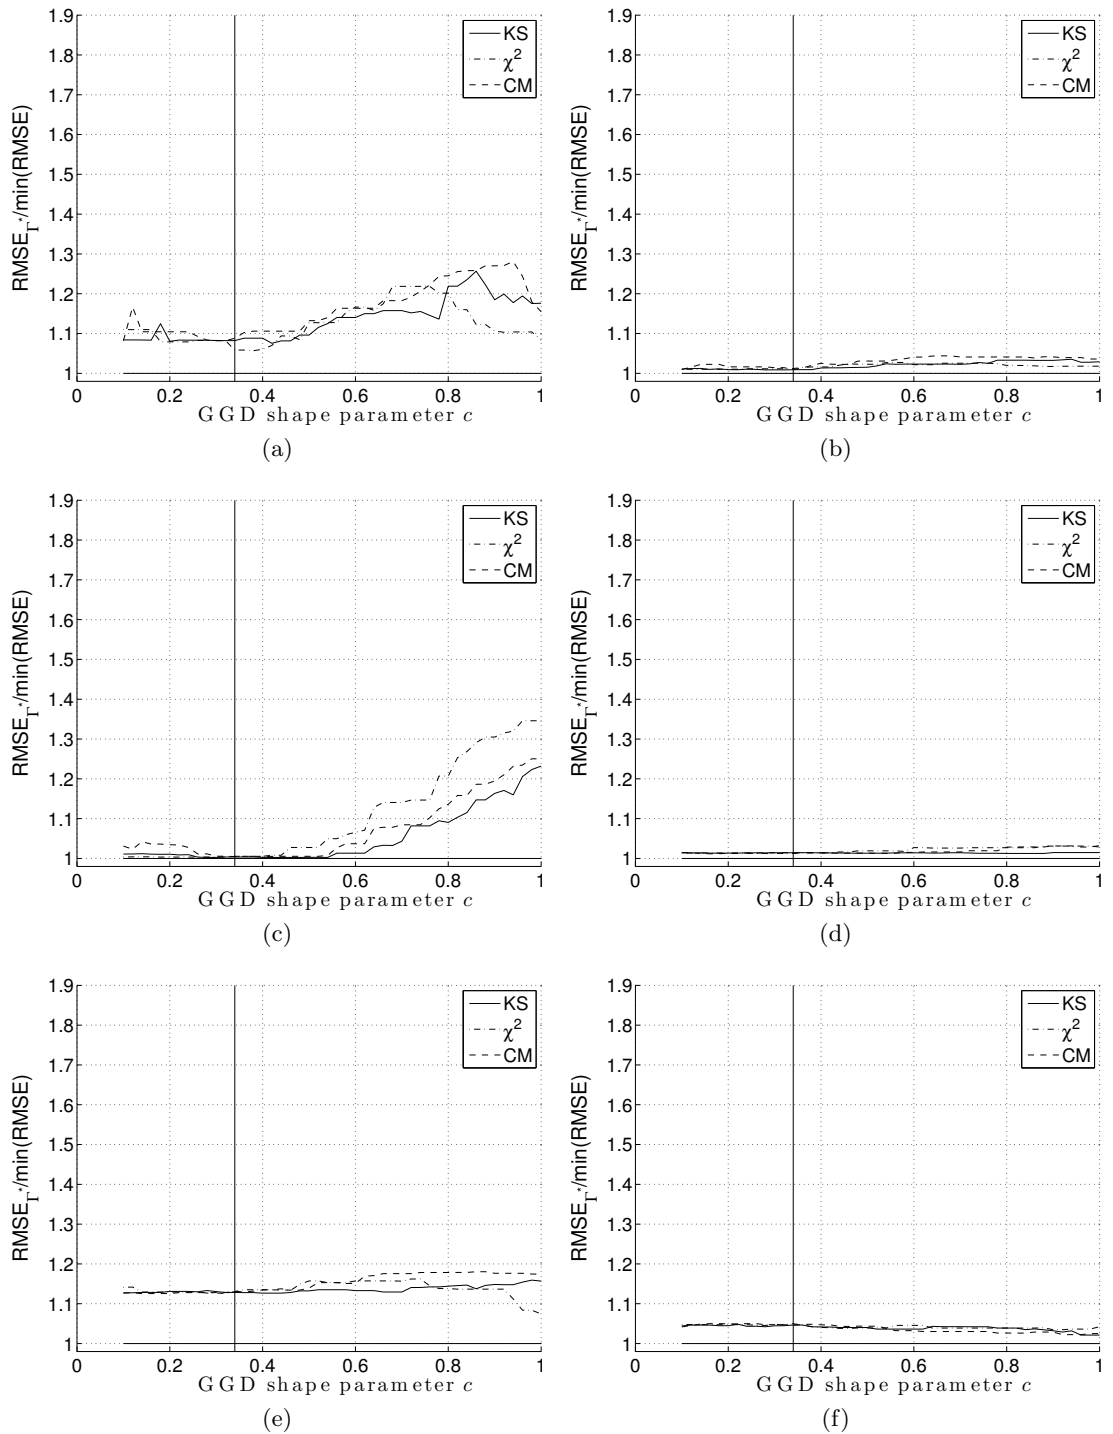 RMSE_Γ*/min(RMSE)
1.9
1.8
1.7
1.6
1.5
1.4
1.3
1.2
1.1
1
KS
χ²
CM
0 0.2 0.4 0.6 0.8 1
GGD shape parameter c
(a)
RMSE_Γ*/min(RMSE)
1.9
1.8
1.7
1.6
1.5
1.4
1.3
1.2
1.1
1
KS
χ²
CM
0 0.2 0.4 0.6 0.8 1
GGD shape parameter c
(b)
RMSE_Γ*/min(RMSE)
1.9
1.8
1.7
1.6
1.5
1.4
1.3
1.2
1.1
1
KS
χ²
CM
0 0.2 0.4 0.6 0.8 1
GGD shape parameter c
(c)
RMSE_Γ*/min(RMSE)
1.9
1.8
1.7
1.6
1.5
1.4
1.3
1.2
1.1
1
KS
χ²
CM
0 0.2 0.4 0.6 0.8 1
GGD shape parameter c
(d)
RMSE_Γ*/min(RMSE)
1.9
1.8
1.7
1.6
1.5
1.4
1.3
1.2
1.1
1
KS
χ²
CM
0 0.2 0.4 0.6 0.8 1
GGD shape parameter c
(e)
RMSE_Γ*/min(RMSE)
1.9
1.8
1.7
1.6
1.5
1.4
1.3
1.2
1.1
1
KS
χ²
CM
0 0.2 0.4 0.6 0.8 1
GGD shape parameter c
(f)